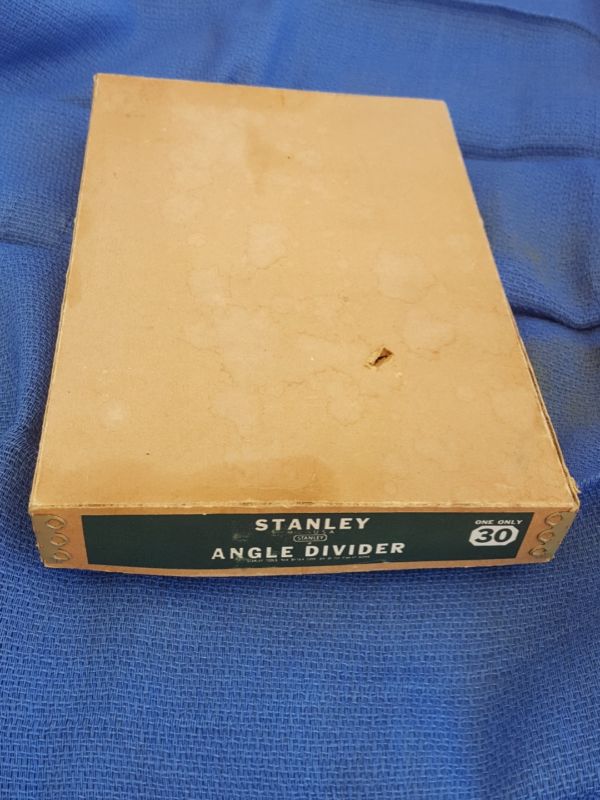 STANLEY
STANLEY
ANGLE DIVIDER
ONE ONLY
30